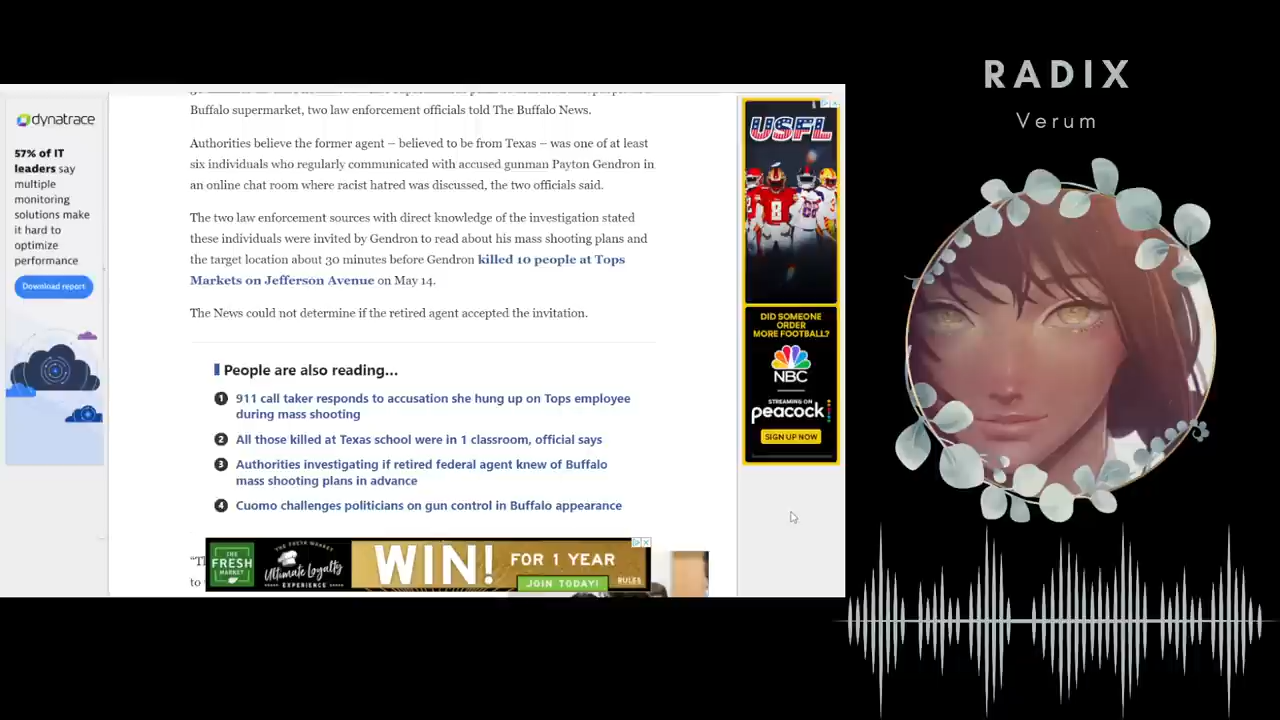 RADIX
Verum
dynatrace
57% of IT
leaders say
multiple
monitoring
solutions make
it hard to
optimize
performance
Download report
Buffalo supermarket, two law enforcement officials told The Buffalo News.
Authorities believe the former agent – believed to be from Texas – was one of at least
six individuals who regularly communicated with accused gunman Payton Gendron in
an online chat room where racist hatred was discussed, the two officials said.
The two law enforcement sources with direct knowledge of the investigation stated
these individuals were invited by Gendron to read about his mass shooting plans and
the target location about 30 minutes before Gendron killed 10 people at Tops
Markets on Jefferson Avenue on May 14.
The News could not determine if the retired agent accepted the invitation.
People are also reading...
1 911 call taker responds to accusation she hung up on Tops employee
during mass shooting
2 All those killed at Texas school were in 1 classroom, official says
3 Authorities investigating if retired federal agent knew of Buffalo
mass shooting plans in advance
4 Cuomo challenges politicians on gun control in Buffalo appearance
“Th
to
THE
FRESH
MARKET
THE FRESH MARKET
Ultimate Loyalty
EXPERIENCE
WIN!
FOR 1 YEAR
JOIN TODAY!
RULES
USFL
8
DID SOMEONE
ORDER
MORE FOOTBALL?
NBC
STREAMING ON
peacock
SIGN UP NOW